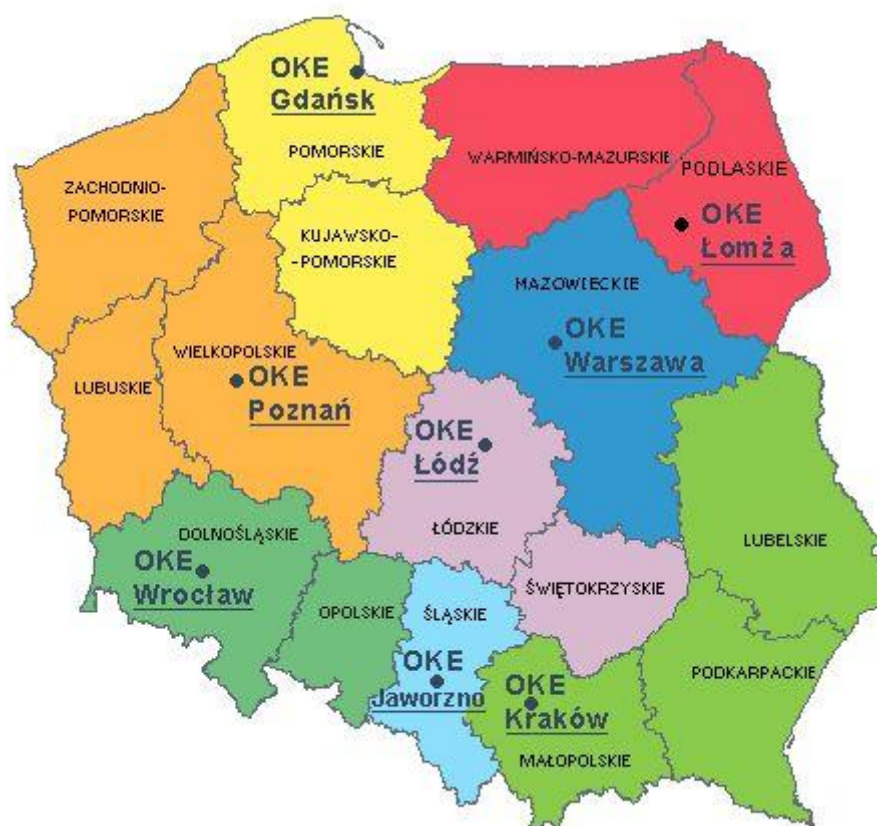 OKE
Gdańsk
POMORSKIE
WARMIŃSKO-MAZURSKIE
PODLASKIE
ZACHODNIO-
POMORSKIE
OKE
Łomża
KUJAWSKO-
-POMORSKIE
MAZOWIECKIE
OKE
Warszawa
WIELKOPOLSKIE
LUBUSKIE
OKE
Poznań
OKE
Łódź
ŁÓDZKIE
DOLNOŚLĄSKIE
LUBELSKIE
OKE
Wrocław
ŚWIĘTOKRZYSKIE
OPOLSKIE
ŚLĄSKIE
OKE
Jaworzno
PODKARPACKIE
OKE
Kraków
MAŁOPOLSKIE